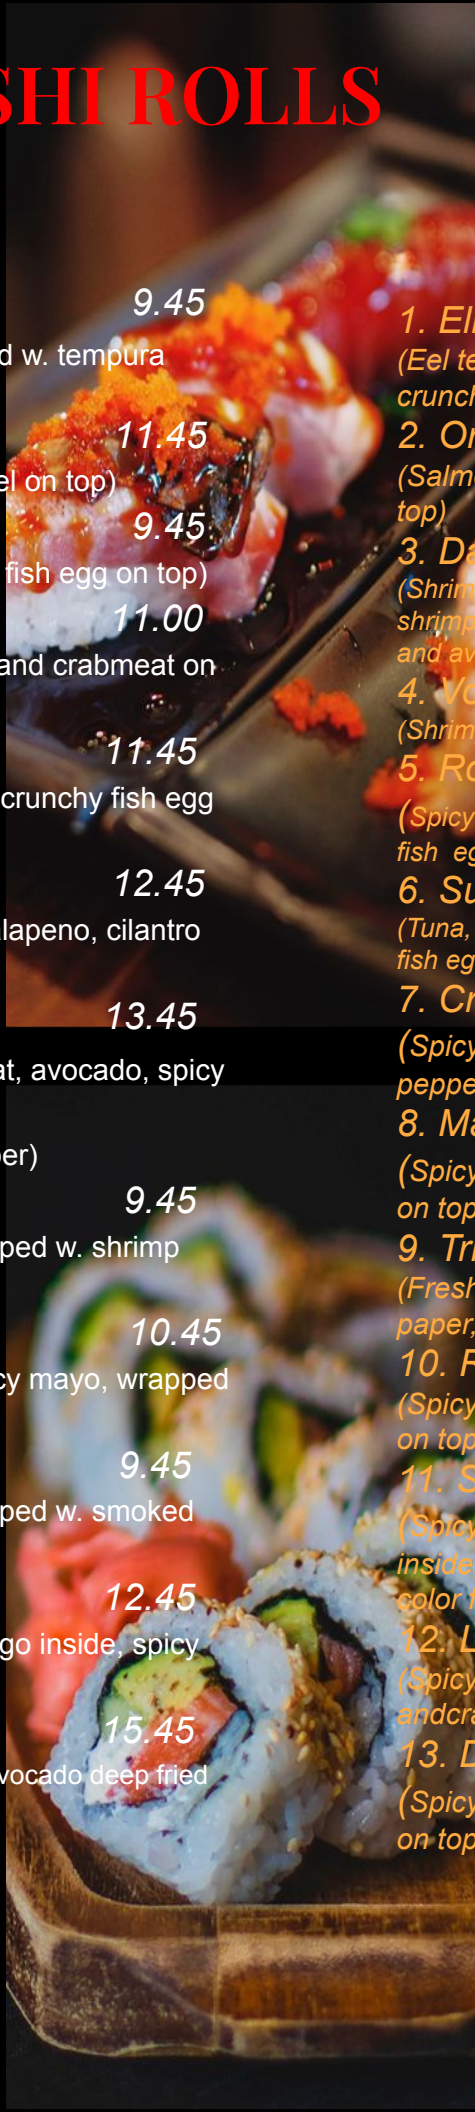 SHI ROLLS
9.45
d w. tempura
11.45
el on top)
9.45
fish egg on top)
11.00
and crabmeat on
11.45
crunchy fish egg
12.45
alapeno, cilantro
13.45
at, avocado, spicy
per)
9.45
ped w. shrimp
10.45
cy mayo, wrapped
9.45
ped w. smoked
12.45
go inside, spicy
15.45
vocado deep fried
1. El
(Eel te
crunch
2. Or
(Salm
top)
3. Da
(Shrim
shrimp
and av
4. Vo
(Shrim
5. Ro
(Spicy
fish eg
6. Su
(Tuna,
fish eg
7. Cr
(Spicy
peppe
8. Ma
(Spicy
on top
9. Tri
(Fresh
paper,
10. R
(Spicy
on top
11. S
(Spicy
inside
color f
12. L
(Spicy
andcra
13. D
(Spicy
on top